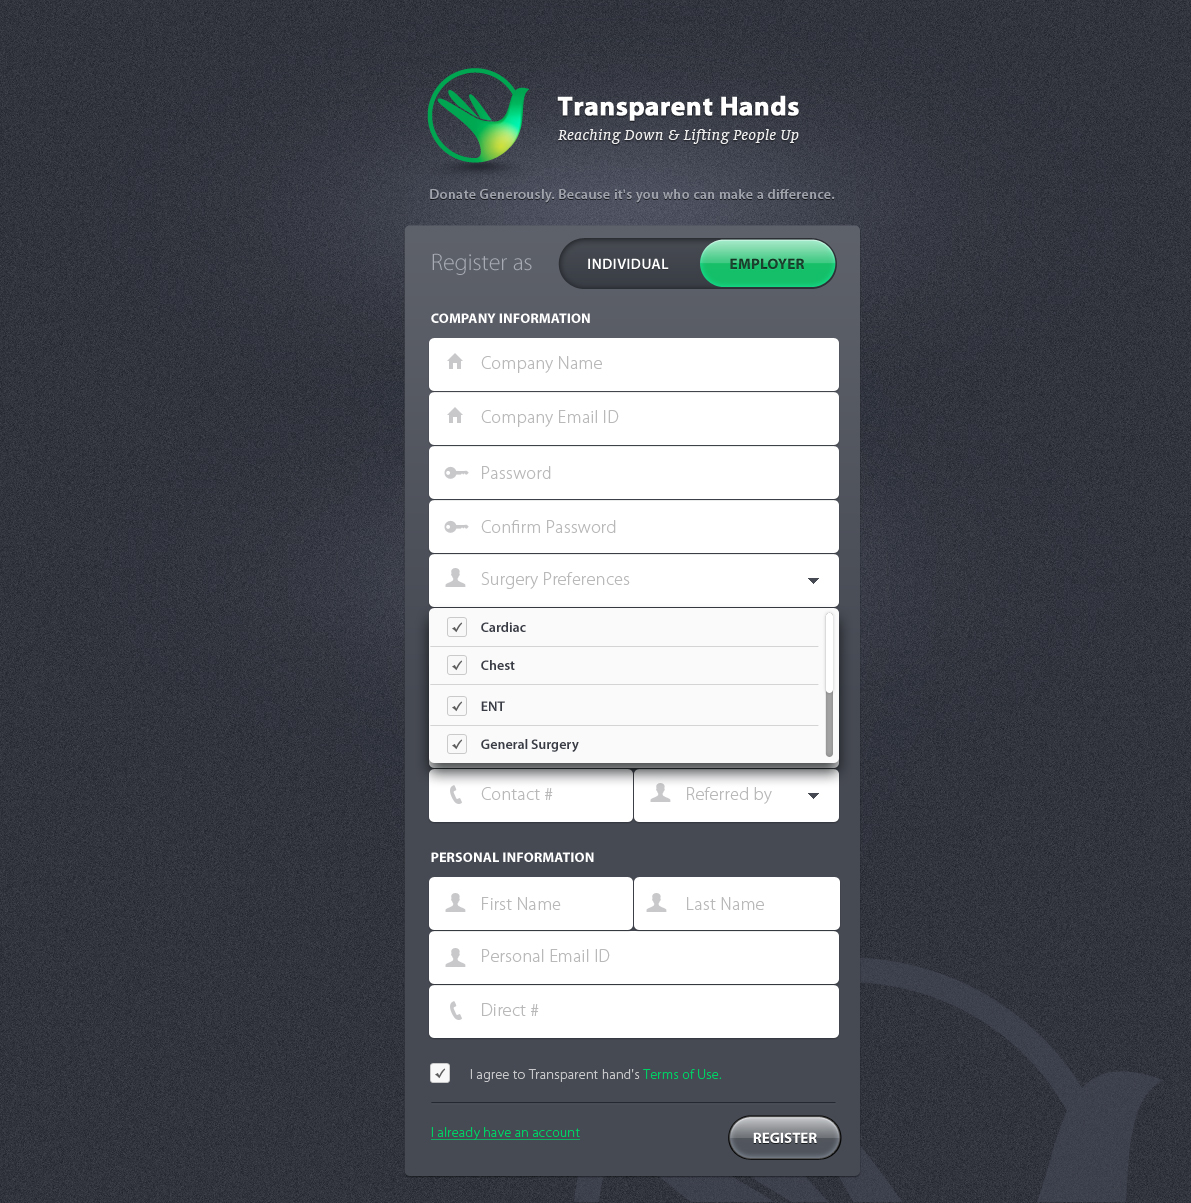 Transparent Hands
Reaching Down & Lifting People Up
Donate Generously. Because it's you who can make a difference.
Register as
INDIVIDUAL
EMPLOYER
COMPANY INFORMATION
Company Name
Company Email ID
Password
Confirm Password
Surgery Preferences
Cardiac
Chest
ENT
General Surgery
Contact #
Referred by
PERSONAL INFORMATION
First Name
Last Name
Personal Email ID
Direct #
I agree to Transparent hand's Terms of Use.
I already have an account
REGISTER